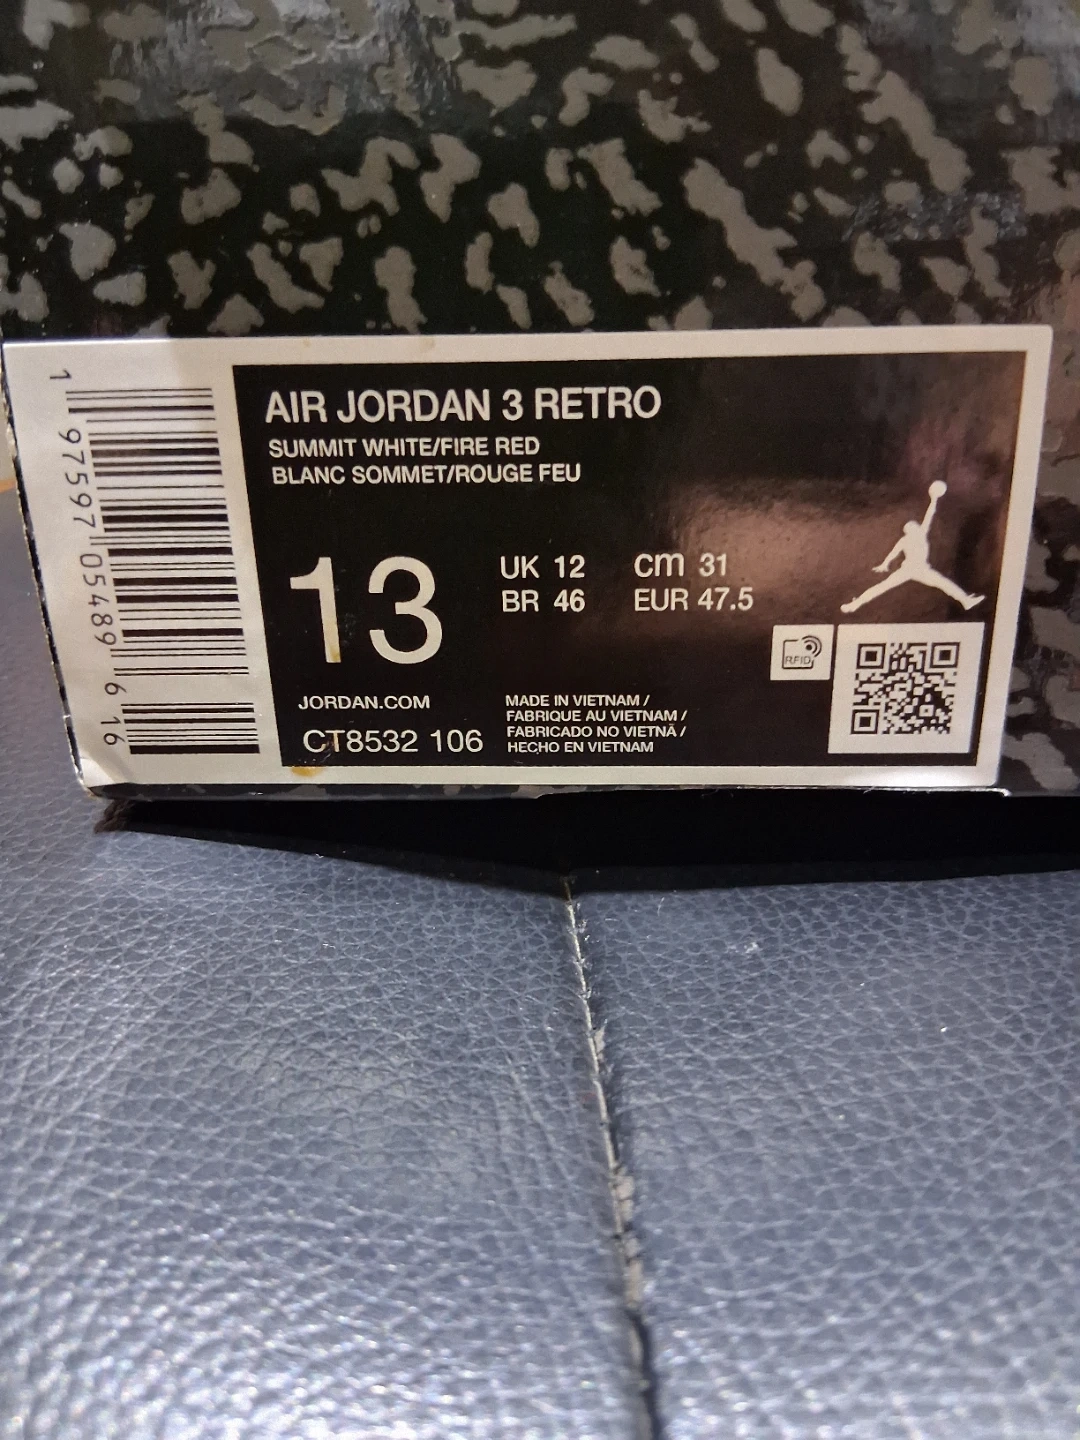 AIR JORDAN 3 RETRO
SUMMIT WHITE/FIRE RED
BLANC SOMMET/ROUGE FEU
13
UK 12 cm 31
BR 46 EUR 47.5
RFID
JORDAN.COM
CT8532 106
MADE IN VIETNAM /
FABRIQUE AU VIETNAM /
FABRICADO NO VIETNÃ /
HECHO EN VIETNAM
1 97597 05489 6 16